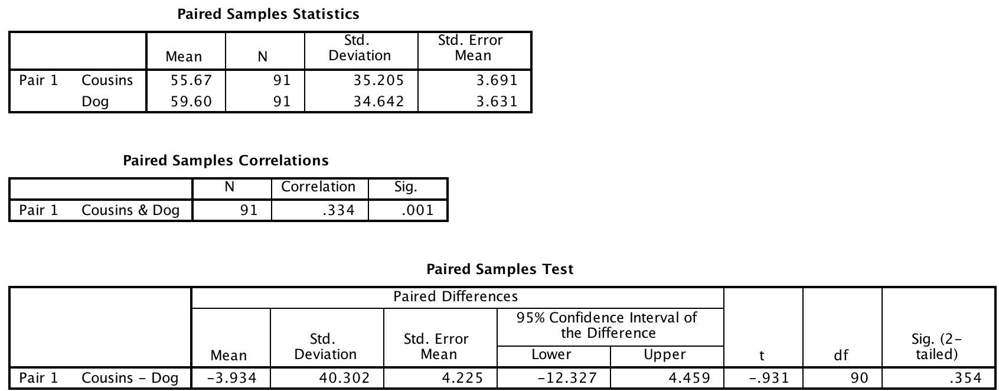 Paired Samples Statistics
Mean N Std. Deviation Std. Error Mean
Pair 1 Cousins 55.67 91 35.205 3.691
Dog 59.60 91 34.642 3.631
Paired Samples Correlations
N Correlation Sig.
Pair 1 Cousins & Dog 91 .334 .001
Paired Samples Test
Paired Differences
95% Confidence Interval of
the Difference
Mean Std. Deviation Std. Error Mean Lower Upper t df Sig. (2-tailed)
Pair 1 Cousins - Dog -3.934 40.302 4.225 -12.327 4.459 -.931 90 .354